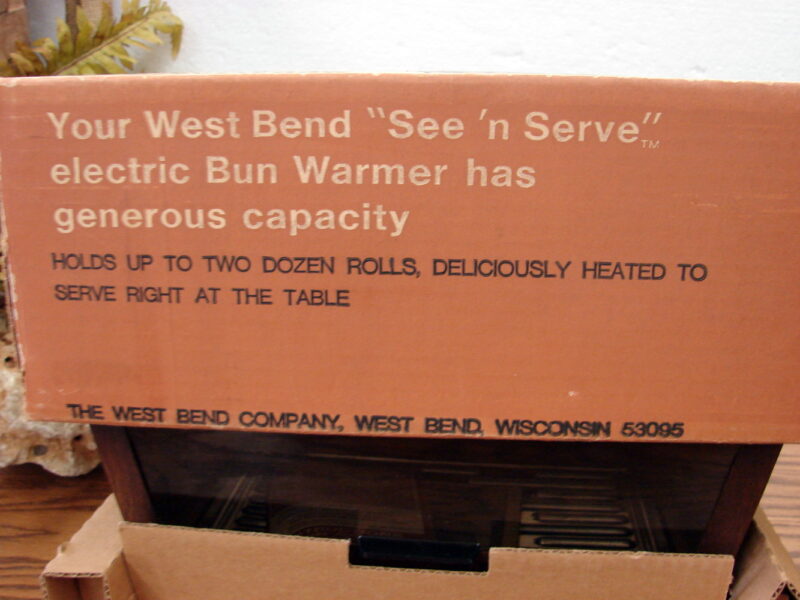 Your West Bend "See 'n Serve"™
electric Bun Warmer has
generous capacity
HOLDS UP TO TWO DOZEN ROLLS, DELICIOUSLY HEATED TO
SERVE RIGHT AT THE TABLE
THE WEST BEND COMPANY, WEST BEND, WISCONSIN 53095